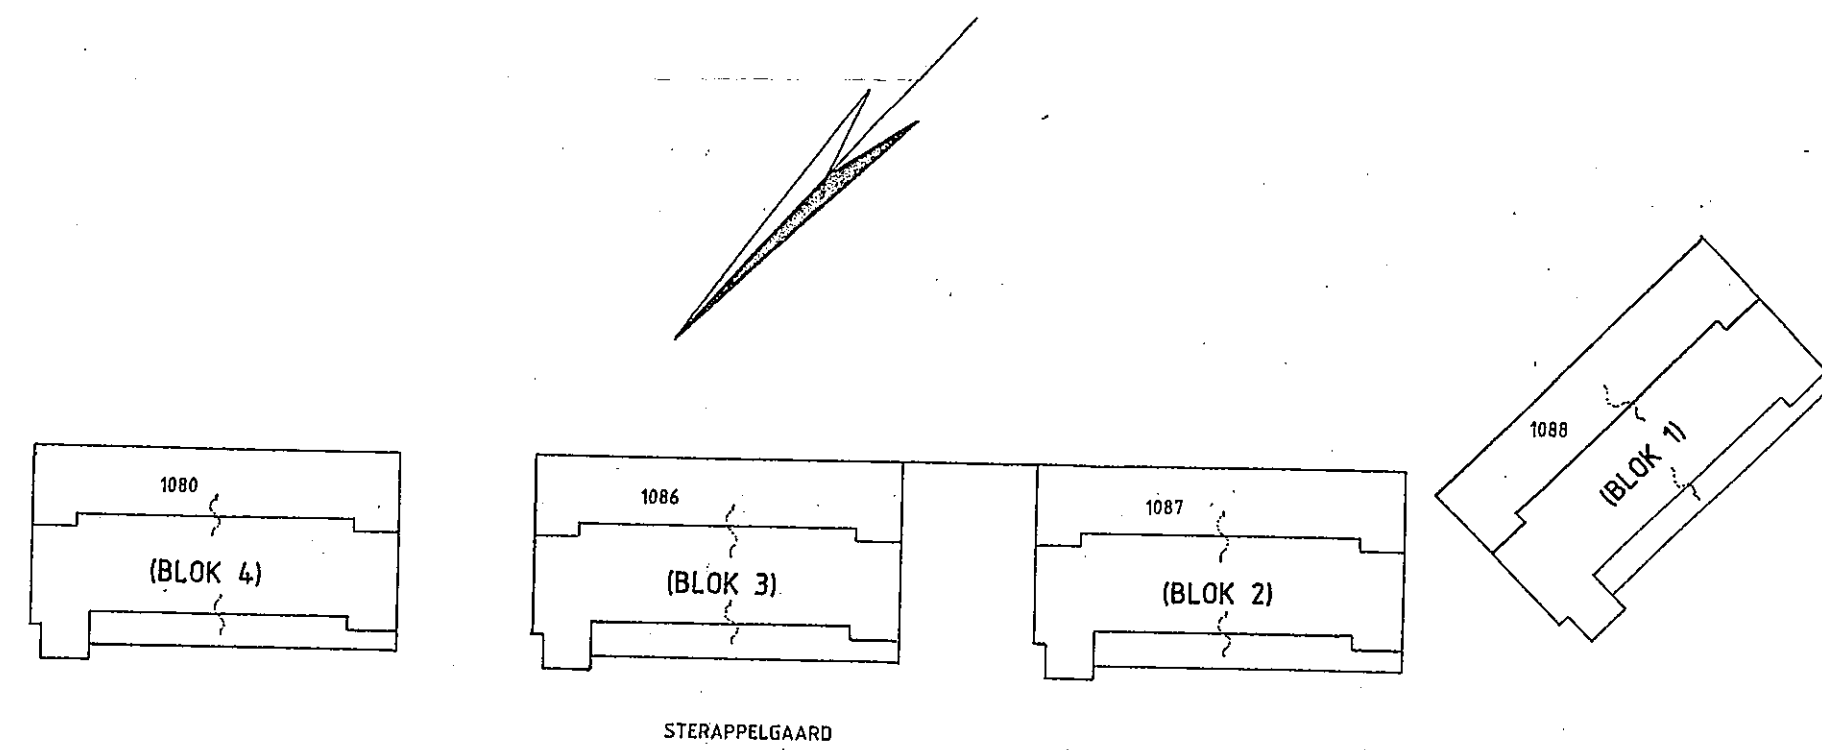 1080
(BLOK 4)
1086
(BLOK 3)
1087
(BLOK 2)
1088
(BLOK 1)
STERAPPELGAARD